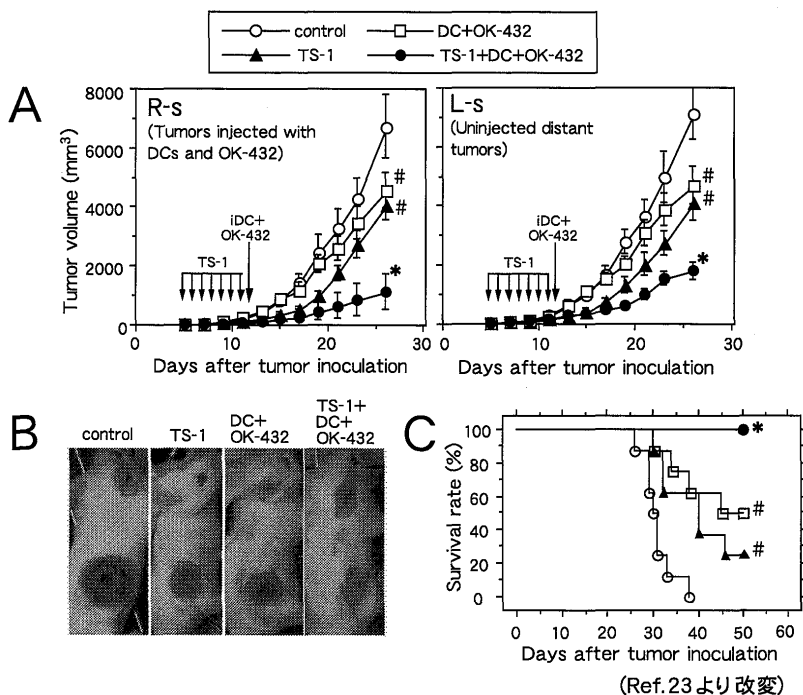 control
DC+OK-432
TS-1
TS-1+DC+OK-432
A
R-s
(Tumors injected with
DCs and OK-432)
iDC+
OK-432
TS-1
#
#
*
Tumor volume (mm³)
8000
6000
4000
2000
0
0 10 20 30
Days after tumor inoculation
L-s
(Uninjected distant
tumors)
iDC+
OK-432
TS-1
#
#
*
0 10 20 30
Days after tumor inoculation
B
control
TS-1
DC+
OK-432
TS-1+
DC+
OK-432
C
Survival rate (%)
100
80
60
40
20
0
*
#
#
0 10 20 30 40 50 60
Days after tumor inoculation
(Ref.23より改変)